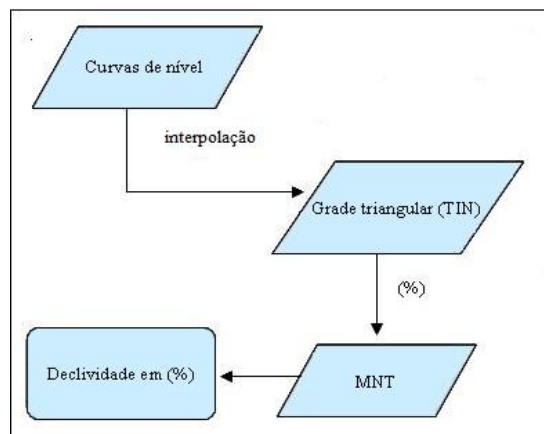 Curvas de nível
interpolação
Grade triangular (TIN)
(%)
MNT
Declividade em (%)